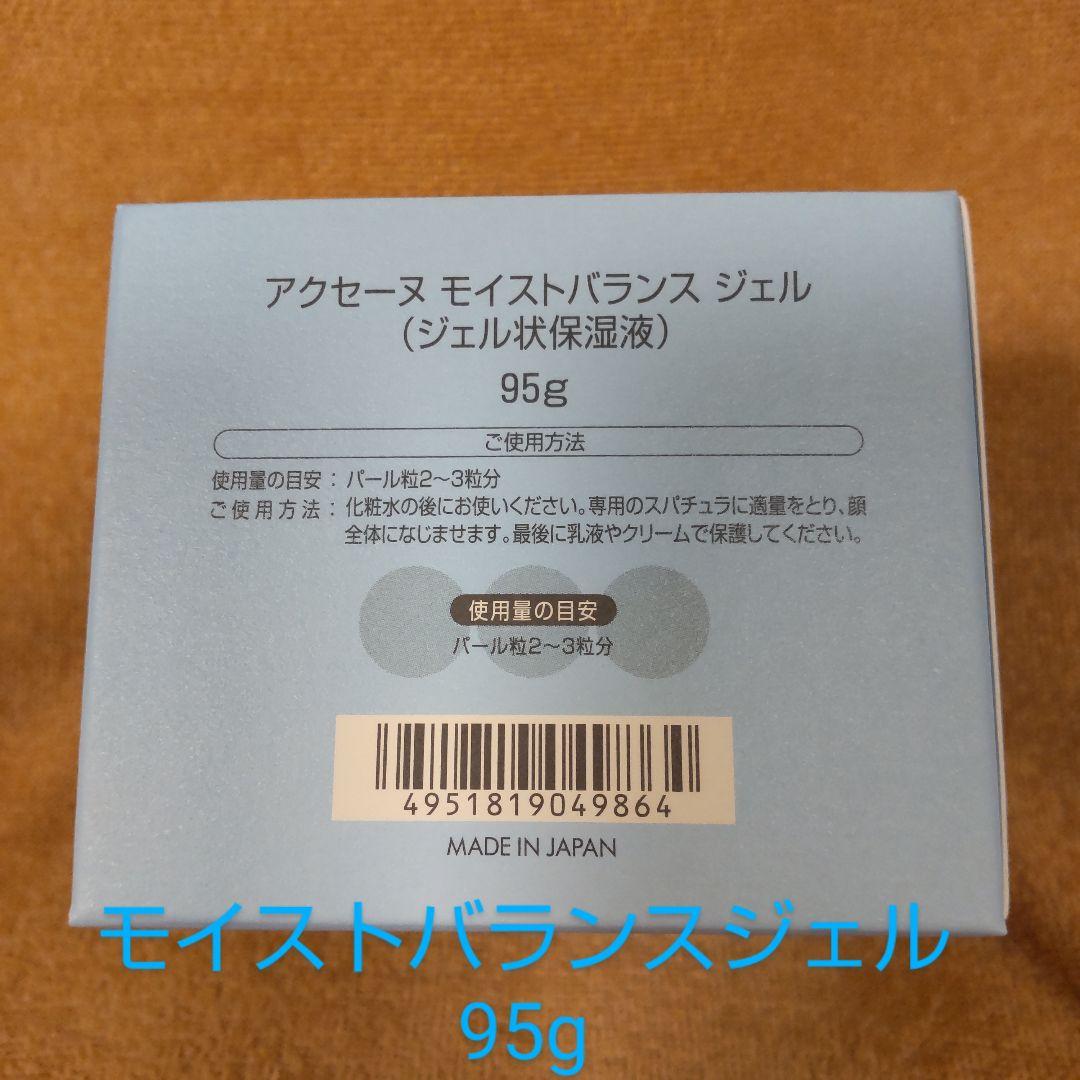 アクセーヌ モイストバランス ジェル
(ジェル状保湿液)
95g
ご使用方法
使用量の目安：パール粒2〜3粒分
ご使用方法：化粧水の後にお使いください。専用のスパチュラに適量をとり、顔
全体になじませます。最後に乳液やクリームで保護してください。
使用量の目安
パール粒2〜3粒分
4951819049864
MADE IN JAPAN
モイストバランスジェル
95g